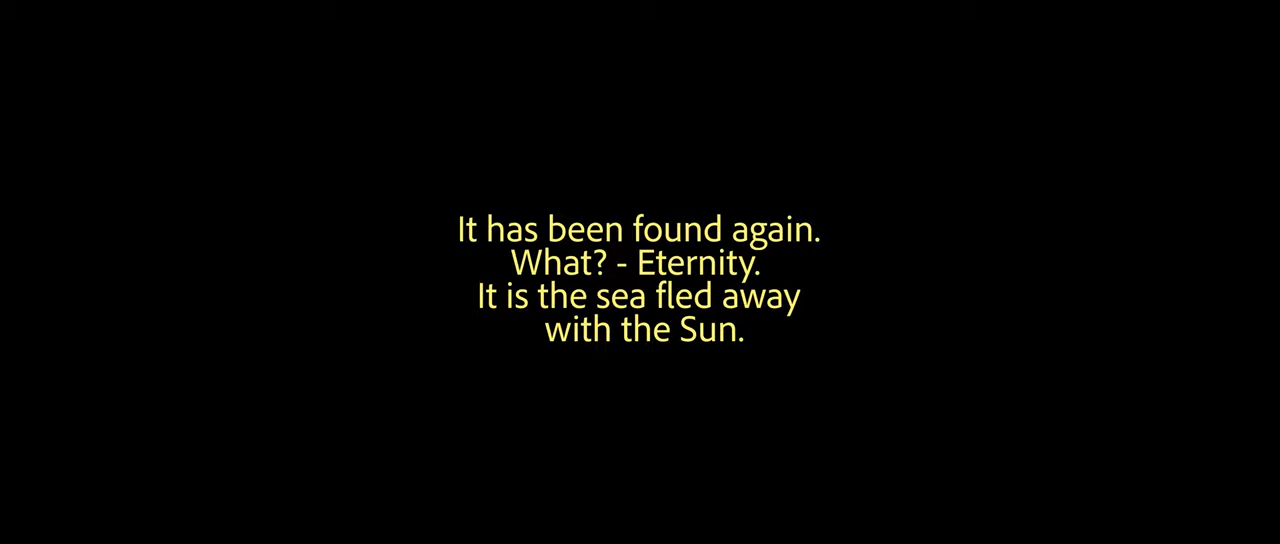 It has been found again.
What? - Eternity.
It is the sea fled away
with the Sun.